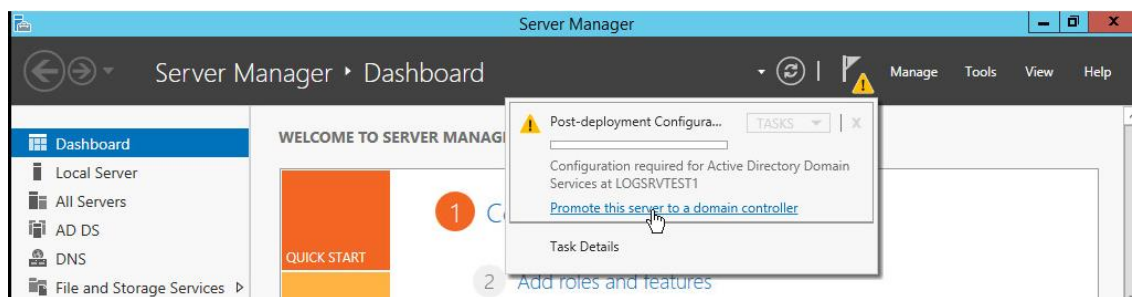 Server Manager
Server Manager ‣ Dashboard
Manage Tools View Help
Dashboard
Local Server
All Servers
AD DS
DNS
File and Storage Services
WELCOME TO SERVER MANAG
QUICK START
1
2 Add roles and features
Post-deployment Configura...
TASKS
X
Configuration required for Active Directory Domain
Services at LOGSRVTEST1
Promote this server to a domain controller
Task Details